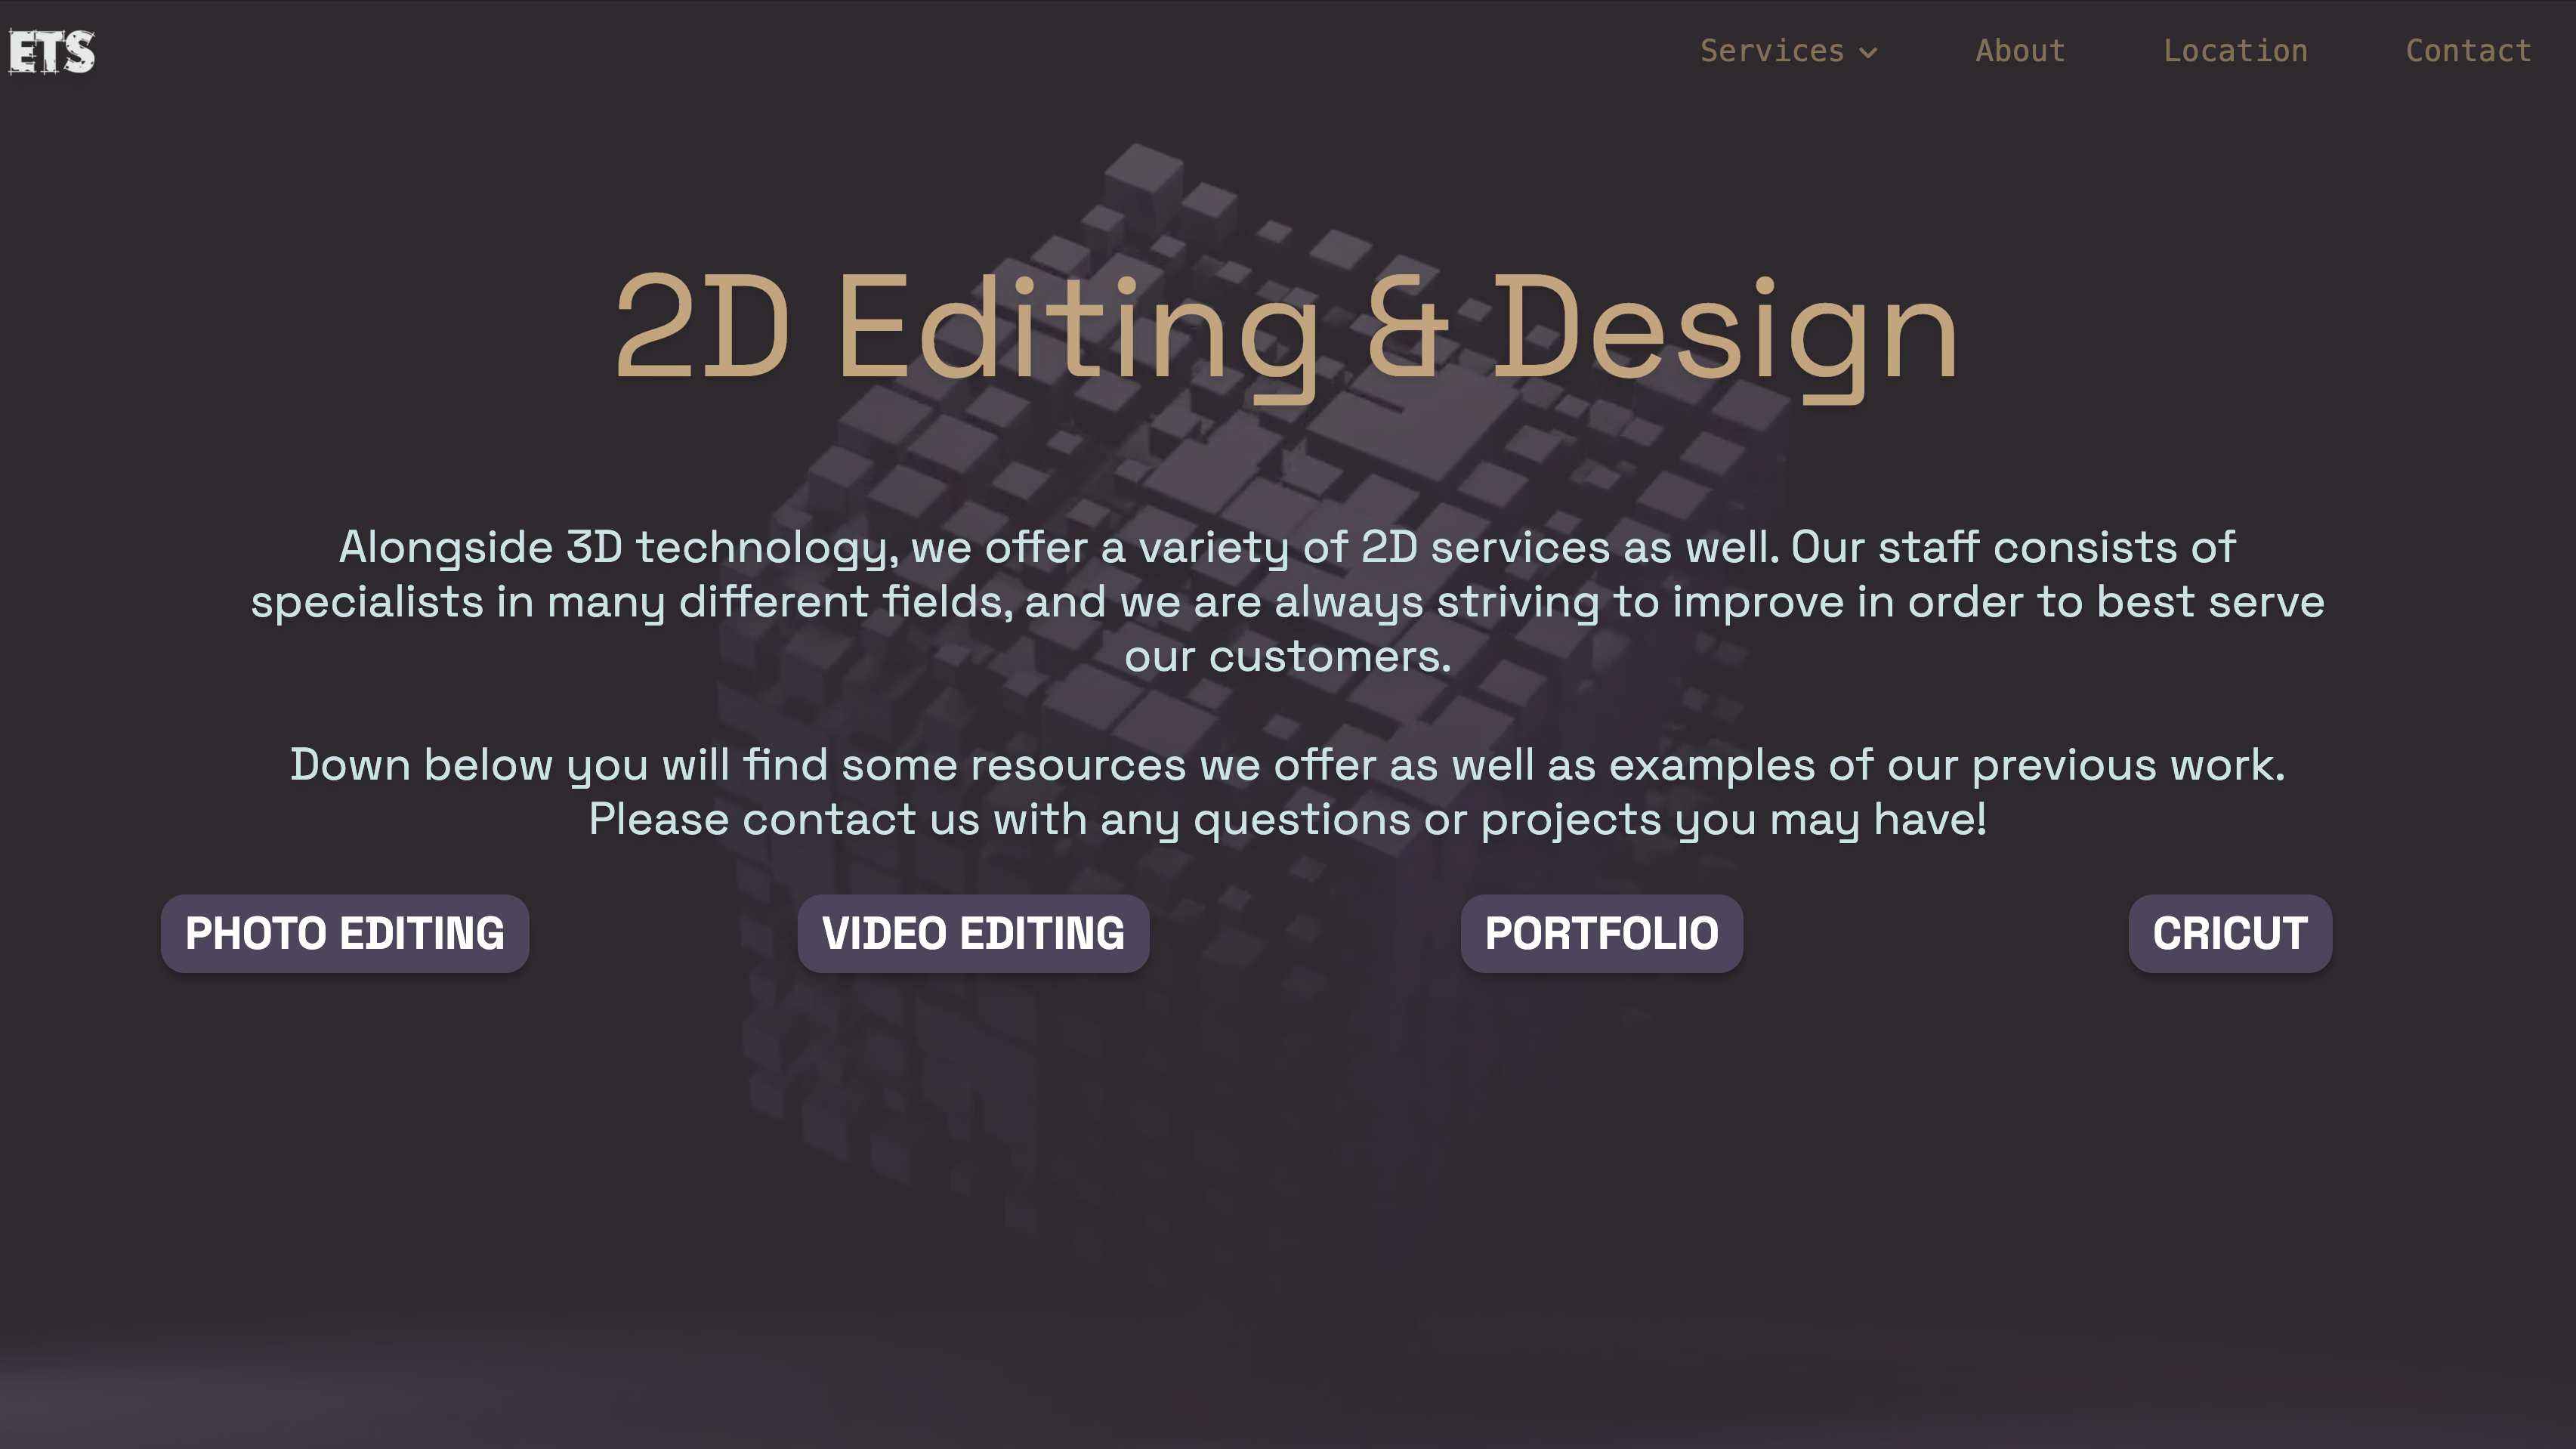 ETS
Services
About
Location
Contact
2D Editing & Design
Alongside 3D technology, we offer a variety of 2D services as well. Our staff consists of
specialists in many different fields, and we are always striving to improve in order to best serve
our customers.
Down below you will find some resources we offer as well as examples of our previous work.
Please contact us with any questions or projects you may have!
PHOTO EDITING
VIDEO EDITING
PORTFOLIO
CRICUT